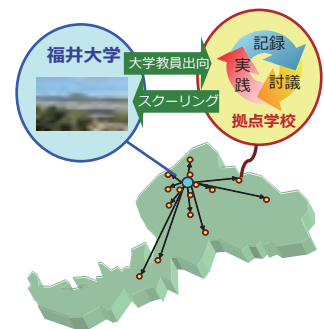 福井大学
大学教員出向
スクーリング
記録
討議
実践
拠点学校